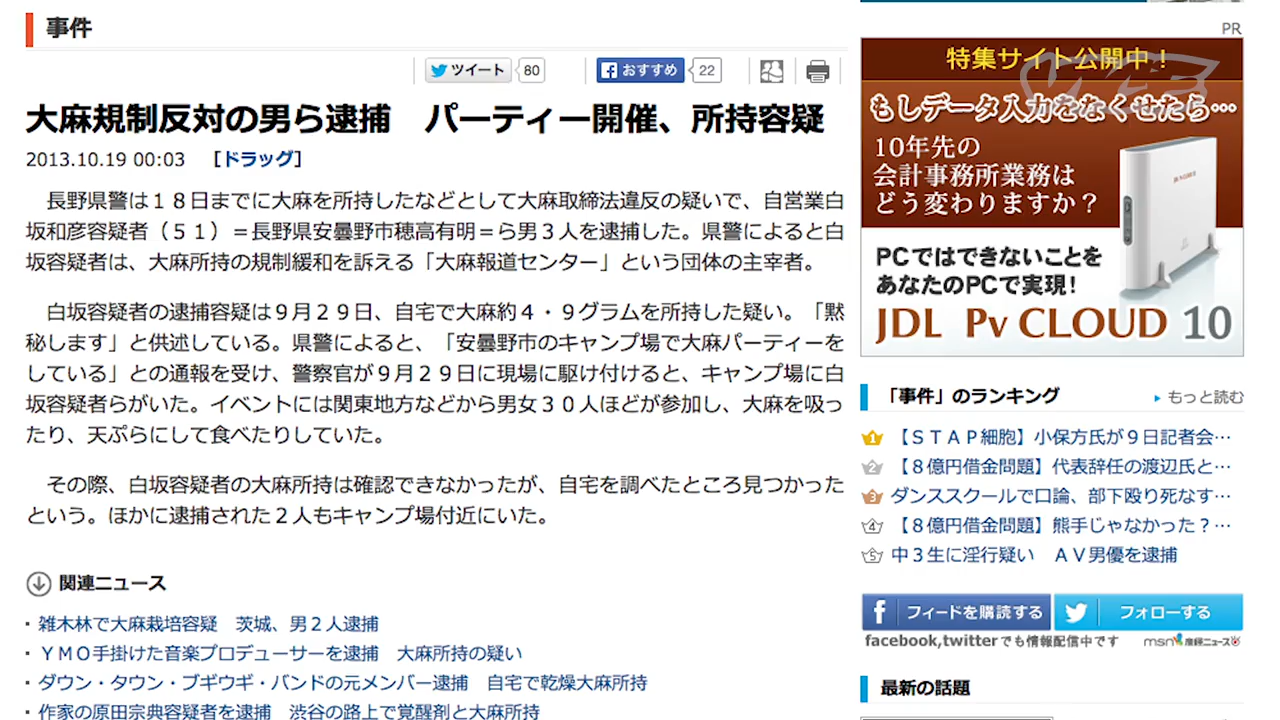 事件
ツイート 80
おすすめ 22
大麻規制反対の男ら逮捕　パーティー開催、所持容疑
2013.10.19 00:03　［ドラッグ］
　長野県警は１８日までに大麻を所持したなどとして大麻取締法違反の疑いで、自営業白
坂和彦容疑者（５１）＝長野県安曇野市穂高有明＝ら男３人を逮捕した。県警によると白
坂容疑者は、大麻所持の規制緩和を訴える「大麻報道センター」という団体の主宰者。
　白坂容疑者の逮捕容疑は９月２９日、自宅で大麻約４・９グラムを所持した疑い。「黙
秘します」と供述している。県警によると、「安曇野市のキャンプ場で大麻パーティーを
している」との通報を受け、警察官が９月２９日に現場に駆け付けると、キャンプ場に白
坂容疑者らがいた。イベントには関東地方などから男女３０人ほどが参加し、大麻を吸っ
たり、天ぷらにして食べたりしていた。
　その際、白坂容疑者の大麻所持は確認できなかったが、自宅を調べたところ見つかった
という。ほかに逮捕された２人もキャンプ場付近にいた。
関連ニュース
雑木林で大麻栽培容疑　茨城、男２人逮捕
ＹＭＯ手掛けた音楽プロデューサーを逮捕　大麻所持の疑い
ダウン・タウン・ブギウギ・バンドの元メンバー逮捕　自宅で乾燥大麻所持
作家の原田宗典容疑者を逮捕　渋谷の路上で覚醒剤と大麻所持
PR
特集サイト公開中！
もしデータ入力をなくせたら…
10年先の
会計事務所業務は
どう変わりますか？
PCではできないことを
あなたのPCで実現！
JDL Pv CLOUD 10
「事件」のランキング
もっと読む
1 【ＳＴＡＰ細胞】小保方氏が９日記者会…
2 【８億円借金問題】代表辞任の渡辺氏と…
3 ダンススクールで口論、部下殴り死なす…
4 【８億円借金問題】熊手じゃなかった？…
5 中３生に淫行疑い　ＡＶ男優を逮捕
フィードを購読する
フォローする
facebook,twitterでも情報配信中です
msn 産経ニュース
最新の話題